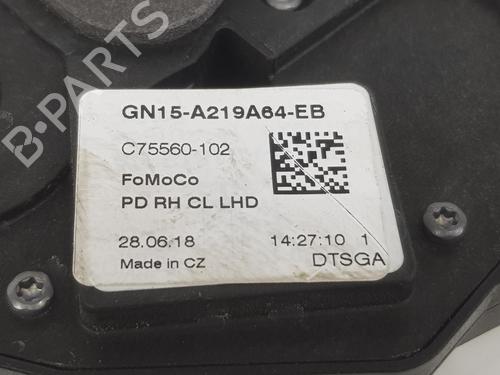 GN15-A219A64-EB
C75560-102
FoMoCo
PD RH CL LHD
28.06.18 14:27:10 1
Made in CZ DTSGA
B-PARTS